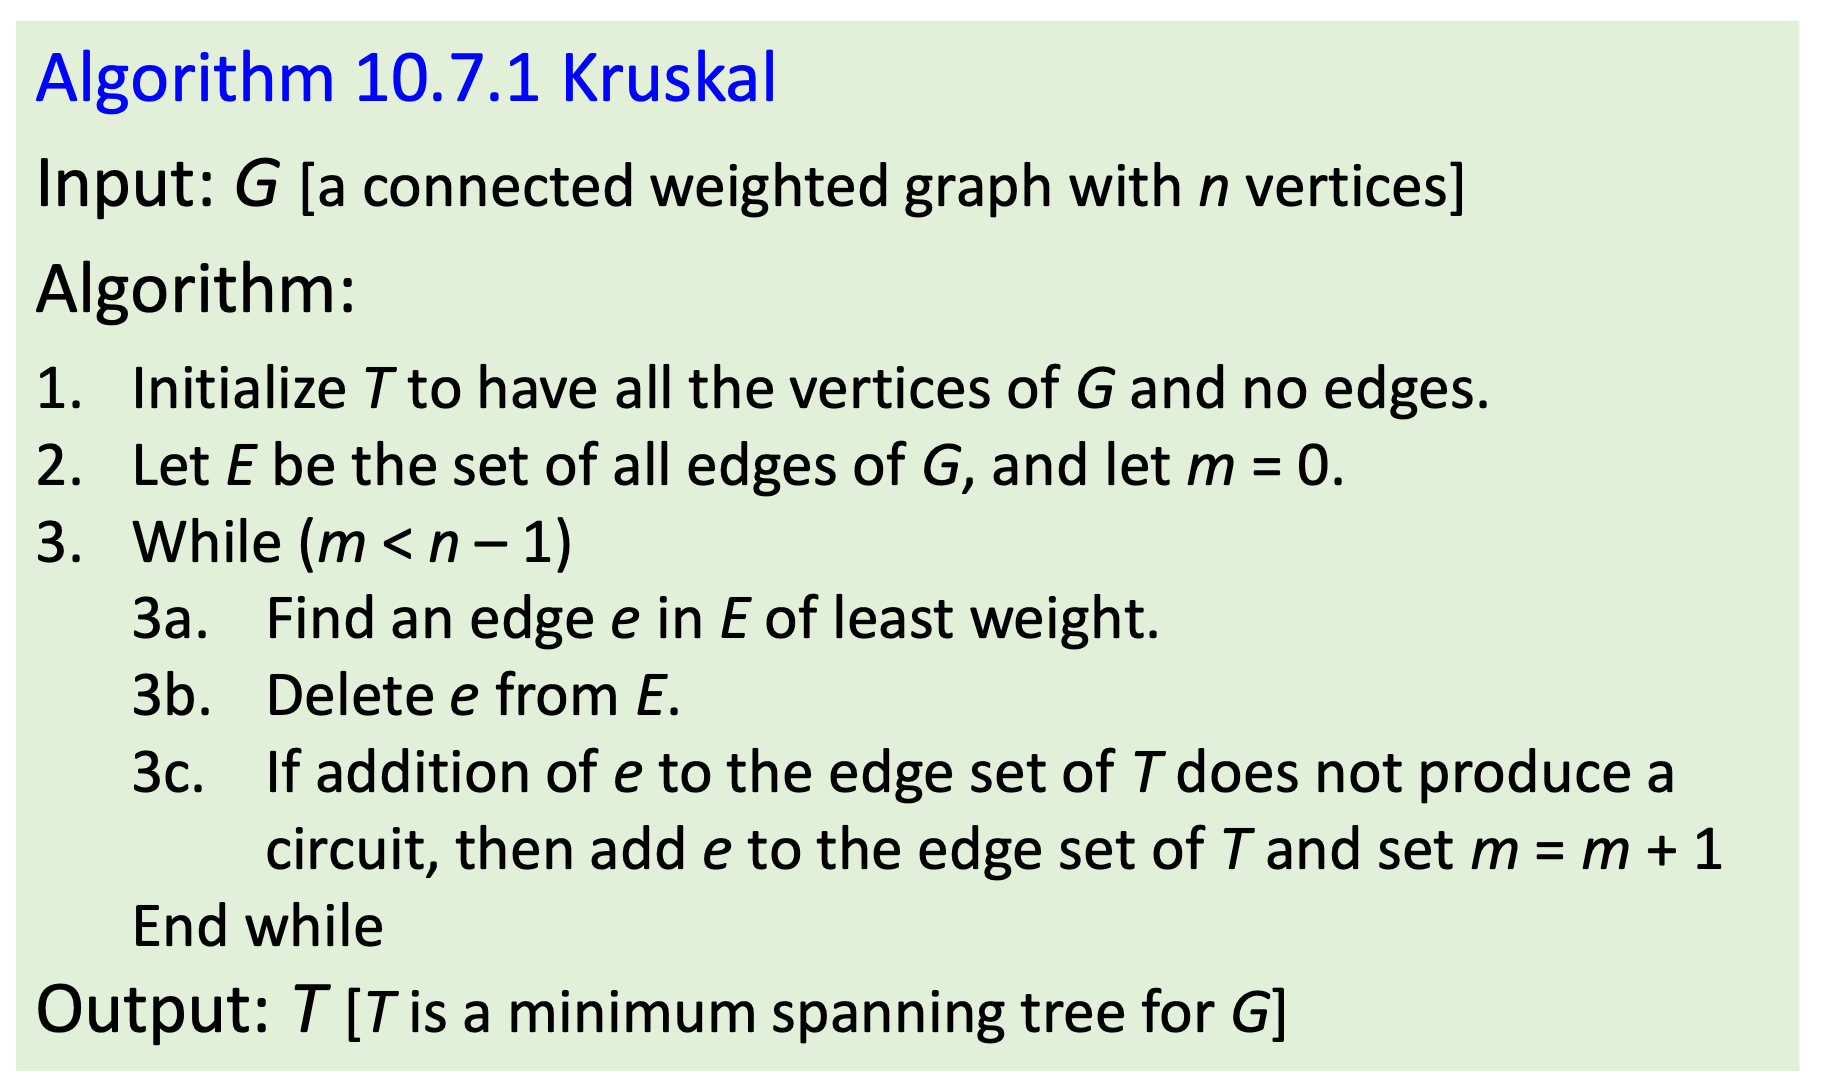 Algorithm 10.7.1 Kruskal
Input: G [a connected weighted graph with n vertices]
Algorithm:
1. Initialize T to have all the vertices of G and no edges.
2. Let E be the set of all edges of G, and let m = 0.
3. While (m < n – 1)
3a. Find an edge e in E of least weight.
3b. Delete e from E.
3c. If addition of e to the edge set of T does not produce a
circuit, then add e to the edge set of T and set m = m + 1
End while
Output: T [T is a minimum spanning tree for G]